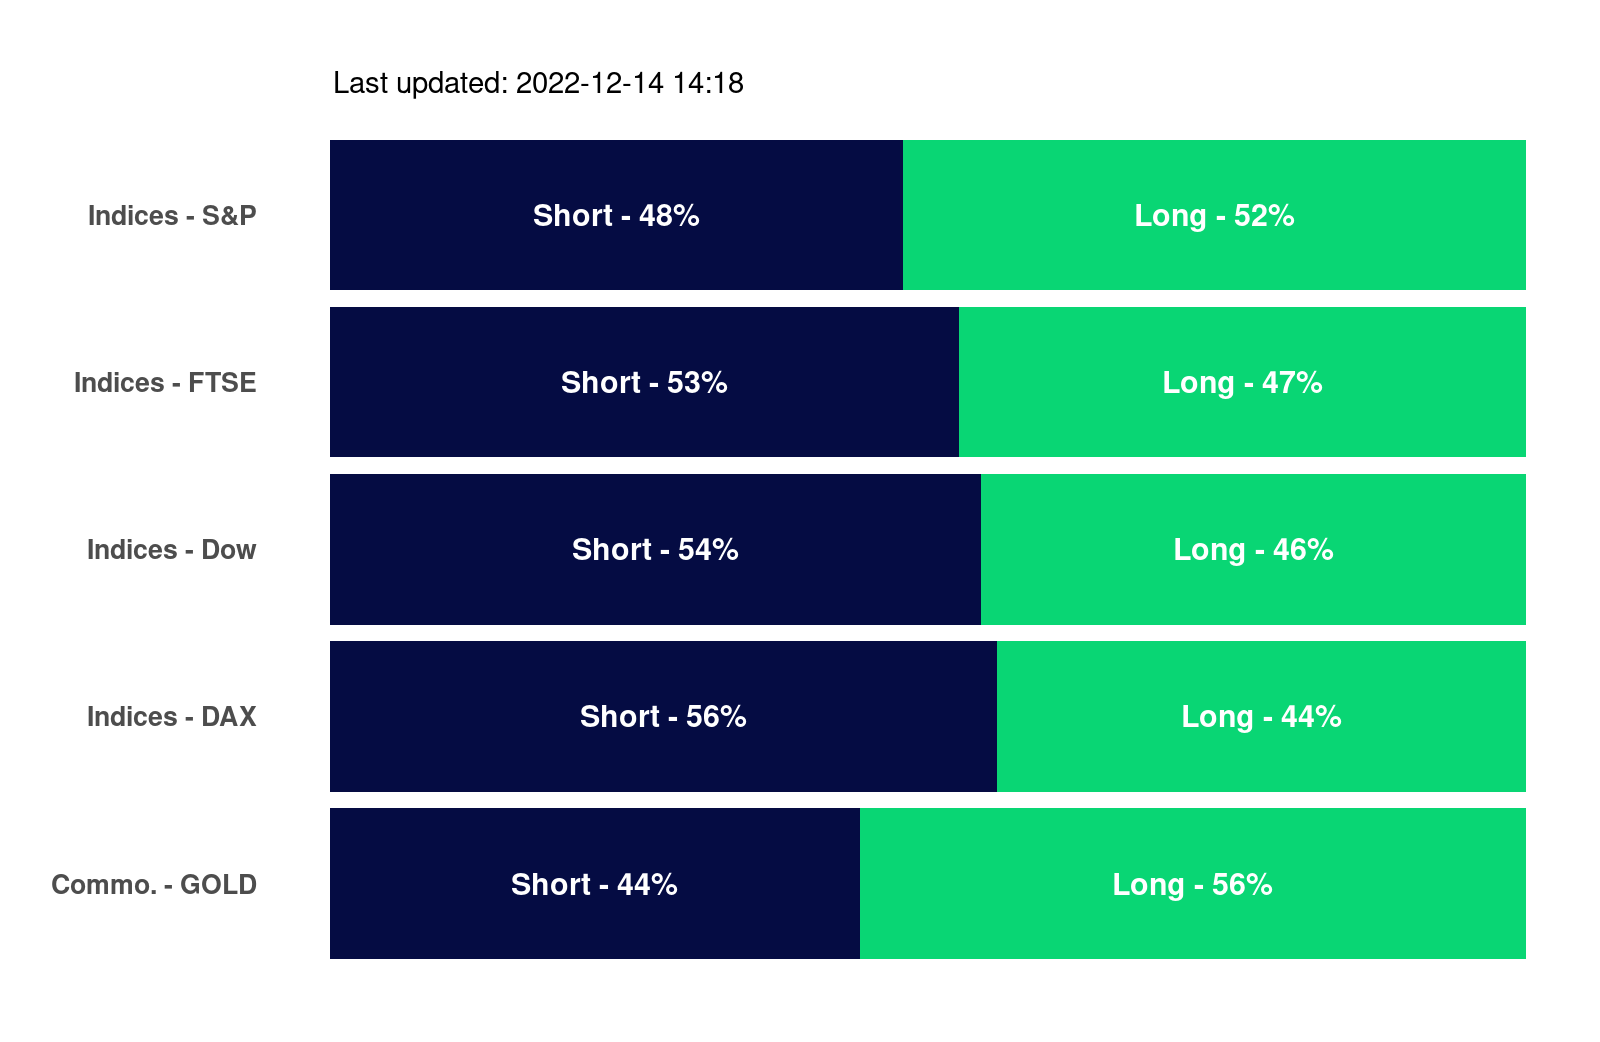 Last updated: 2022-12-14 14:18
Indices - S&P Short - 48% Long - 52%
Indices - FTSE Short - 53% Long - 47%
Indices - Dow Short - 54% Long - 46%
Indices - DAX Short - 56% Long - 44%
Commo. - GOLD Short - 44% Long - 56%